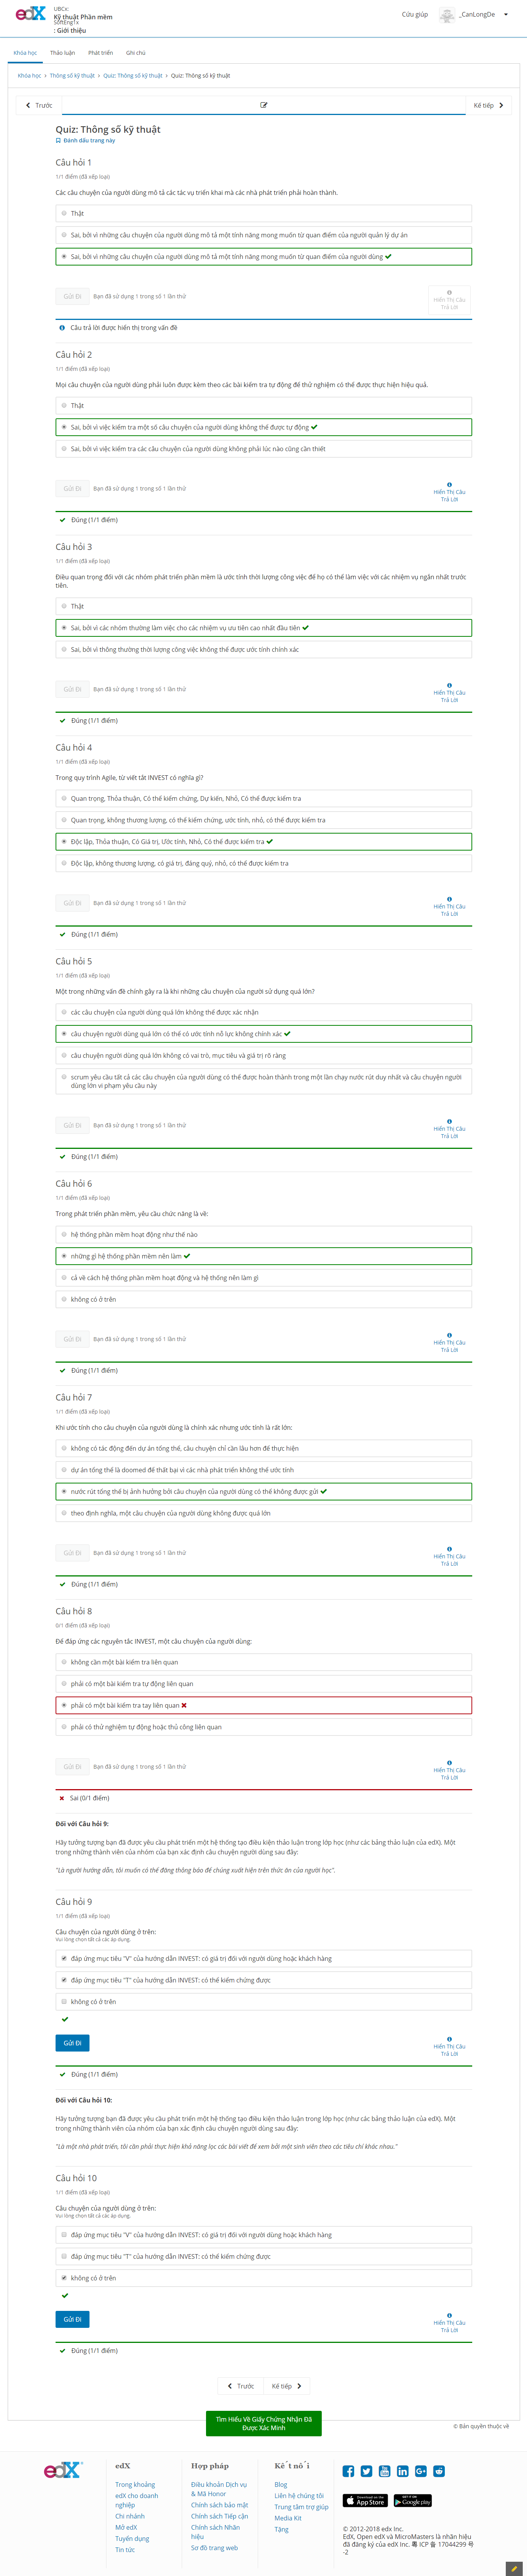 edX
UBCx:
Kỹ thuật Phần mềm
SoftEng1x
: Giới thiệu
Cứu giúp
_CanLongDe
Khóa học
Thảo luận
Phát triển
Ghi chú
Khóa học > Thông số kỹ thuật > Quiz: Thông số kỹ thuật > Quiz: Thông số kỹ thuật
Trước
Kế tiếp
Quiz: Thông số kỹ thuật
Đánh dấu trang này
Câu hỏi 1
1/1 điểm (đã xếp loại)
Các câu chuyện của người dùng mô tả các tác vụ triển khai mà các nhà phát triển phải hoàn thành.
Thật
Sai, bởi vì những câu chuyện của người dùng mô tả một tính năng mong muốn từ quan điểm của người quản lý dự án
Sai, bởi vì những câu chuyện của người dùng mô tả một tính năng mong muốn từ quan điểm của người dùng
Gửi Đi
Bạn đã sử dụng 1 trong số 1 lần thử
Hiển Thị Câu
Trả Lời
Câu trả lời được hiển thị trong vấn đề
Câu hỏi 2
1/1 điểm (đã xếp loại)
Mọi câu chuyện của người dùng phải luôn được kèm theo các bài kiểm tra tự động để thử nghiệm có thể được thực hiện hiệu quả.
Thật
Sai, bởi vì việc kiểm tra một số câu chuyện của người dùng không thể được tự động
Sai, bởi vì việc kiểm tra các câu chuyện của người dùng không phải lúc nào cũng cần thiết
Gửi Đi
Bạn đã sử dụng 1 trong số 1 lần thử
Hiển Thị Câu
Trả Lời
Đúng (1/1 điểm)
Câu hỏi 3
1/1 điểm (đã xếp loại)
Điều quan trọng đối với các nhóm phát triển phần mềm là ước tính thời lượng công việc để họ có thể làm việc với các nhiệm vụ ngắn nhất trước
tiên.
Thật
Sai, bởi vì các nhóm thường làm việc cho các nhiệm vụ ưu tiên cao nhất đầu tiên
Sai, bởi vì thông thường thời lượng công việc không thể được ước tính chính xác
Gửi Đi
Bạn đã sử dụng 1 trong số 1 lần thử
Hiển Thị Câu
Trả Lời
Đúng (1/1 điểm)
Câu hỏi 4
1/1 điểm (đã xếp loại)
Trong quy trình Agile, từ viết tắt INVEST có nghĩa gì?
Quan trọng, Thỏa thuận, Có thể kiểm chứng, Dự kiến, Nhỏ, Có thể được kiểm tra
Quan trọng, không thương lượng, có thể kiểm chứng, ước tính, nhỏ, có thể được kiểm tra
Độc lập, Thỏa thuận, Có Giá trị, Ước tính, Nhỏ, Có thể được kiểm tra
Độc lập, không thương lượng, có giá trị, đáng quý, nhỏ, có thể được kiểm tra
Gửi Đi
Bạn đã sử dụng 1 trong số 1 lần thử
Hiển Thị Câu
Trả Lời
Đúng (1/1 điểm)
Câu hỏi 5
1/1 điểm (đã xếp loại)
Một trong những vấn đề chính gây ra là khi những câu chuyện của người sử dụng quá lớn?
các câu chuyện của người dùng quá lớn không thể được xác nhận
câu chuyện người dùng quá lớn có thể có ước tính nỗ lực không chính xác
câu chuyện người dùng quá lớn không có vai trò, mục tiêu và giá trị rõ ràng
scrum yêu cầu tất cả các câu chuyện của người dùng có thể được hoàn thành trong một lần chạy nước rút duy nhất và câu chuyện người
dùng lớn vi phạm yêu cầu này
Gửi Đi
Bạn đã sử dụng 1 trong số 1 lần thử
Hiển Thị Câu
Trả Lời
Đúng (1/1 điểm)
Câu hỏi 6
1/1 điểm (đã xếp loại)
Trong phát triển phần mềm, yêu cầu chức năng là về:
hệ thống phần mềm hoạt động như thế nào
những gì hệ thống phần mềm nên làm
cả về cách hệ thống phần mềm hoạt động và hệ thống nên làm gì
không có ở trên
Gửi Đi
Bạn đã sử dụng 1 trong số 1 lần thử
Hiển Thị Câu
Trả Lời
Đúng (1/1 điểm)
Câu hỏi 7
1/1 điểm (đã xếp loại)
Khi ước tính cho câu chuyện của người dùng là chính xác nhưng ước tính là rất lớn:
không có tác động đến dự án tổng thể, câu chuyện chỉ cần lâu hơn để thực hiện
dự án tổng thể là doomed để thất bại vì các nhà phát triển không thể ước tính
nước rút tổng thể bị ảnh hưởng bởi câu chuyện của người dùng có thể không được gửi
theo định nghĩa, một câu chuyện của người dùng không được quá lớn
Gửi Đi
Bạn đã sử dụng 1 trong số 1 lần thử
Hiển Thị Câu
Trả Lời
Đúng (1/1 điểm)
Câu hỏi 8
0/1 điểm (đã xếp loại)
Để đáp ứng các nguyên tắc INVEST, một câu chuyện của người dùng:
không cần một bài kiểm tra liên quan
phải có một bài kiểm tra tự động liên quan
phải có một bài kiểm tra tay liên quan
phải có thử nghiệm tự động hoặc thủ công liên quan
Gửi Đi
Bạn đã sử dụng 1 trong số 1 lần thử
Hiển Thị Câu
Trả Lời
Sai (0/1 điểm)
Đối với Câu hỏi 9:
Hãy tưởng tượng bạn đã được yêu cầu phát triển một hệ thống tạo điều kiện thảo luận trong lớp học (như các bảng thảo luận của edX). Một
trong những thành viên của nhóm của bạn xác định câu chuyện người dùng sau đây:
"Là người hướng dẫn, tôi muốn có thể đăng thông báo để chúng xuất hiện trên thức ăn của người học".
Câu hỏi 9
1/1 điểm (đã xếp loại)
Câu chuyện của người dùng ở trên:
Vui lòng chọn tất cả các áp dụng.
đáp ứng mục tiêu "V" của hướng dẫn INVEST: có giá trị đối với người dùng hoặc khách hàng
đáp ứng mục tiêu "T" của hướng dẫn INVEST: có thể kiểm chứng được
không có ở trên
Gửi Đi
Hiển Thị Câu
Trả Lời
Đúng (1/1 điểm)
Đối với Câu hỏi 10:
Hãy tưởng tượng bạn đã được yêu cầu phát triển một hệ thống tạo điều kiện thảo luận trong lớp học (như các bảng thảo luận của edX). Một
trong những thành viên của nhóm của bạn xác định câu chuyện người dùng sau đây:
"Là một nhà phát triển, tôi cần phải thực hiện khả năng lọc các bài viết để xem bởi một sinh viên theo các tiêu chí khác nhau."
Câu hỏi 10
1/1 điểm (đã xếp loại)
Câu chuyện của người dùng ở trên:
Vui lòng chọn tất cả các áp dụng.
đáp ứng mục tiêu "V" của hướng dẫn INVEST: có giá trị đối với người dùng hoặc khách hàng
đáp ứng mục tiêu "T" của hướng dẫn INVEST: có thể kiểm chứng được
không có ở trên
Gửi Đi
Hiển Thị Câu
Trả Lời
Đúng (1/1 điểm)
Trước
Kế tiếp
Tìm Hiểu Về Giấy Chứng Nhận Đã
Được Xác Minh
© Bản quyền thuộc về
edX
edX
Trong khoảng
edX cho doanh
nghiệp
Chi nhánh
Mở edX
Tuyển dụng
Tin tức
Hợp pháp
Điều khoản Dịch vụ
& Mã Honor
Chính sách bảo mật
Chính sách Tiếp cận
Chính sách Nhãn
hiệu
Sơ đồ trang web
Kết nối
Blog
Liên hệ chúng tôi
Trung tâm trợ giúp
Media Kit
Tặng
Download on the
App Store
Google play
© 2012-2018 edx Inc.
EdX, Open edX và MicroMasters là nhãn hiệu
đã đăng ký của edX Inc. 粤 ICP 备 17044299 号
-2